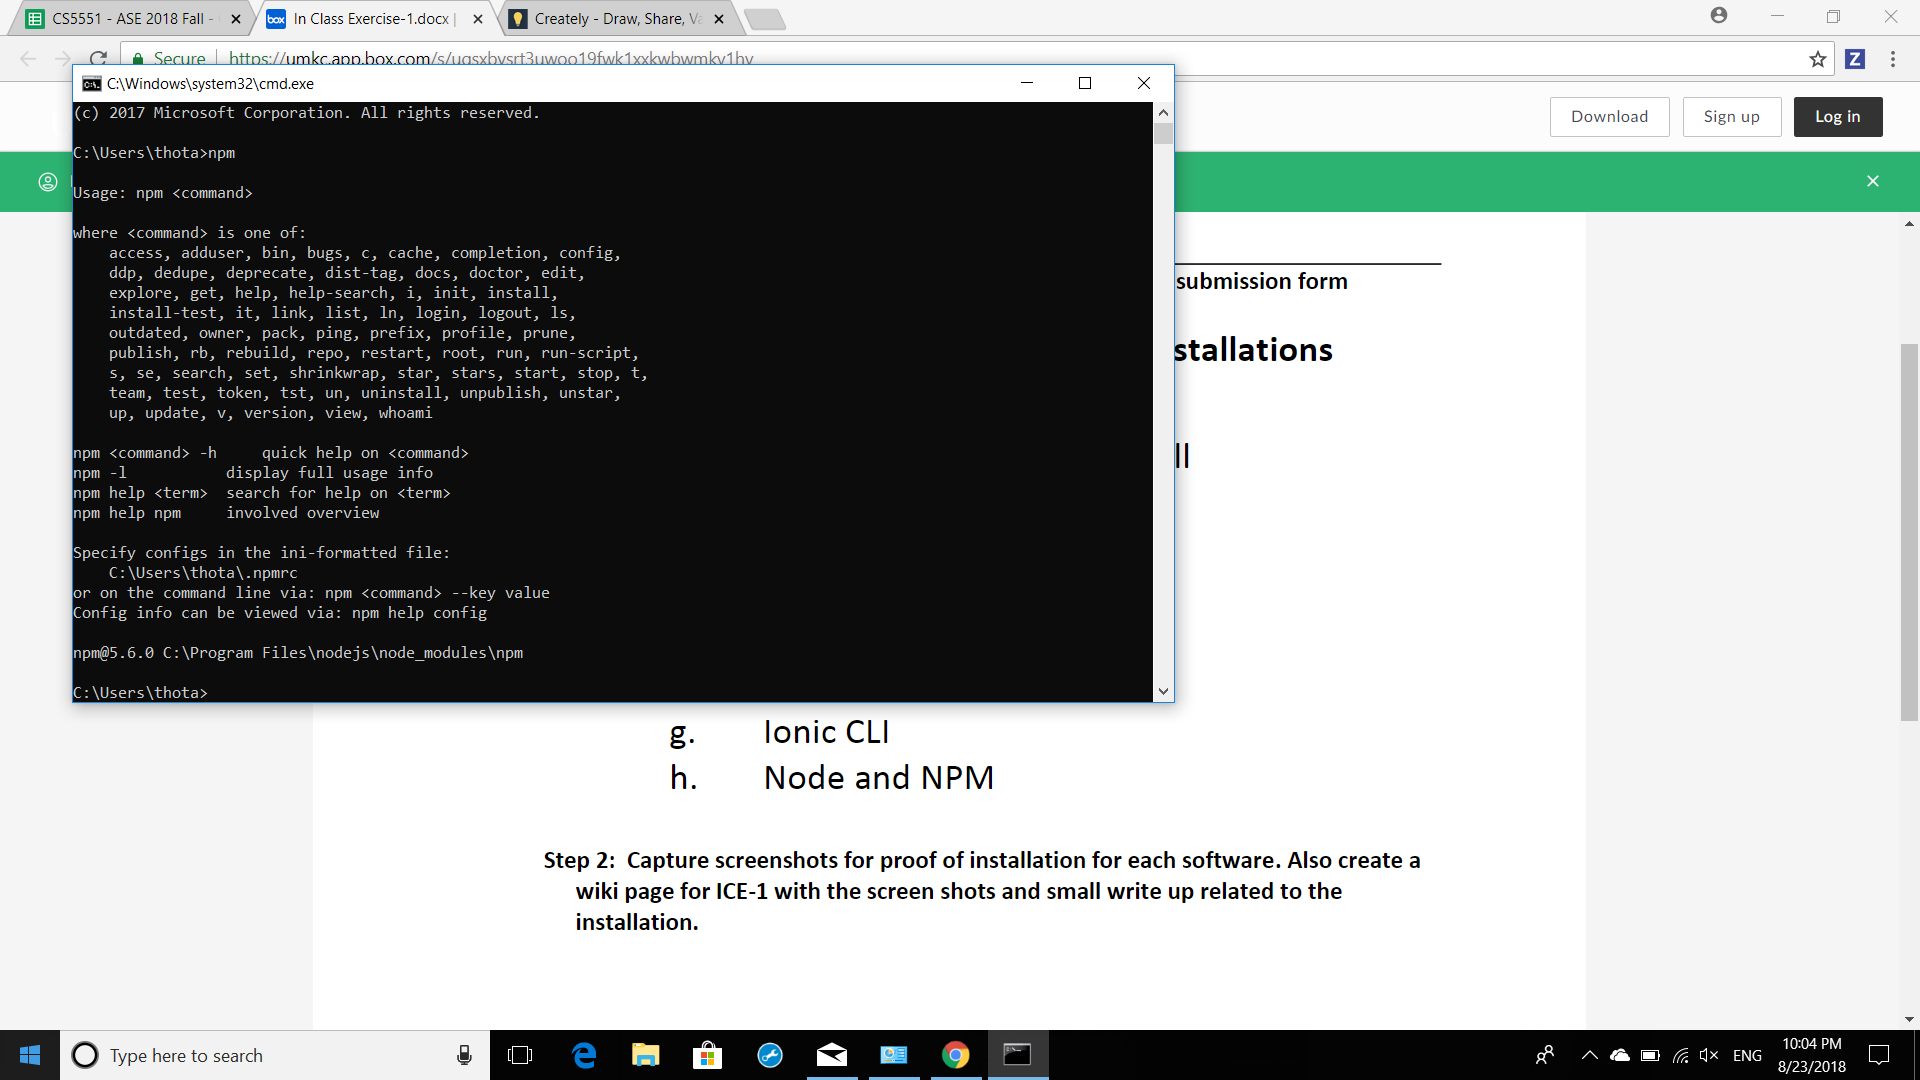 CS5551 - ASE 2018 Fall -
In Class Exercise-1.docx |
Creately - Draw, Share, Va
Secure
C:\Windows\system32\cmd.exe
Download
Sign up
Log in
(c) 2017 Microsoft Corporation. All rights reserved.
C:\Users\thota>npm
Usage: npm <command>
where <command> is one of:
access, adduser, bin, bugs, c, cache, completion, config,
ddp, dedupe, deprecate, dist-tag, docs, doctor, edit,
explore, get, help, help-search, i, init, install,
install-test, it, link, list, ln, login, logout, ls,
outdated, owner, pack, ping, prefix, profile, prune,
publish, rb, rebuild, repo, restart, root, run, run-script,
s, se, search, set, shrinkwrap, star, stars, start, stop, t,
team, test, token, tst, un, uninstall, unpublish, unstar,
up, update, v, version, view, whoami
npm <command> -h     quick help on <command>
npm -l           display full usage info
npm help <term>  search for help on <term>
npm help npm     involved overview
Specify configs in the ini-formatted file:
C:\Users\thota\.npmrc
or on the command line via: npm <command> --key value
Config info can be viewed via: npm help config
npm@5.6.0 C:\Program Files\nodejs\node_modules\npm
C:\Users\thota>
submission form
stallations
ll
g. Ionic CLI
h. Node and NPM
Step 2: Capture screenshots for proof of installation for each software. Also create a
wiki page for ICE-1 with the screen shots and small write up related to the
installation.
Type here to search
ENG
10:04 PM
8/23/2018